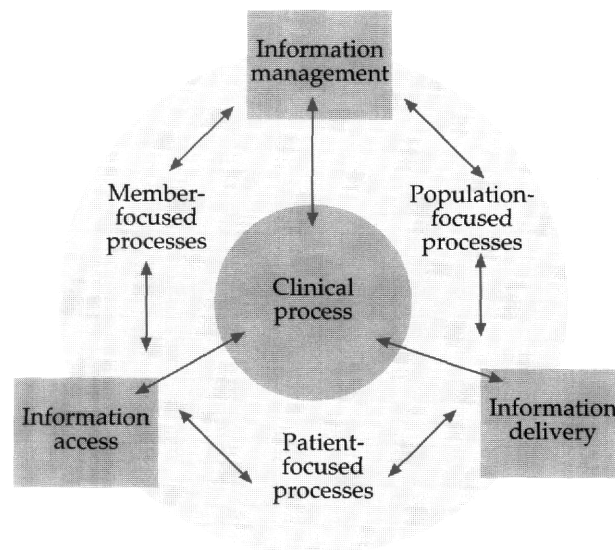 Information
management
Member-
focused
processes
Population-
focused
processes
Clinical
process
Information
access
Patient-
focused
processes
Information
delivery